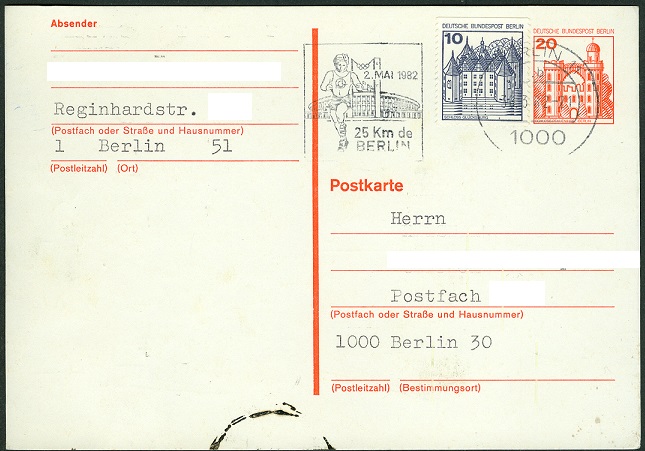 Absender
Reginhardstr.
(Postfach oder Straße und Hausnummer)
1 Berlin 51
(Postleitzahl) (Ort)
2. MAI 1982
25 Km de
BERLIN
DEUTSCHE BUNDESPOST BERLIN
10
SCHLOSS GLÜCKSBURG
DEUTSCHE BUNDESPOST BERLIN
20
1000
Postkarte
Herrn
Postfach
(Postfach oder Straße und Hausnummer)
1000 Berlin 30
(Postleitzahl) (Bestimmungsort)